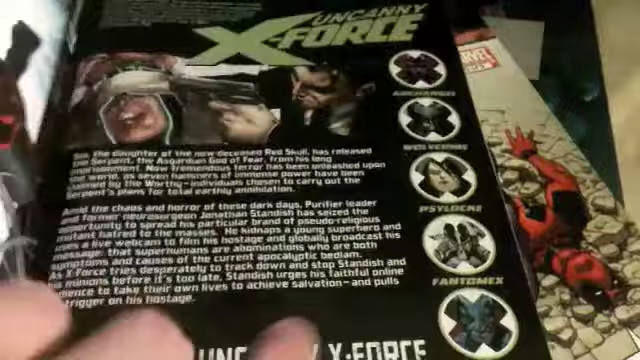 UNCANNY
X-FORCE
MARVEL
ARCHANGEL
WOLVERINE
PSYLOCKE
FANTOMEX
Sin, the daughter of the now-deceased Red Skull, has released
the Serpent, the Asgardian God of Fear, from his long
imprisonment. Now tremendous terror has been unleashed upon
the world, as seven hammers of immense power have been
claimed by the Worthy–individuals chosen to carry out the
Serpent's plans for total earthly annihilation.
Amid the chaos and horror of these dark days, Purifier leader
and former neurosurgeon Jonathan Standish has seized the
opportunity to spread his particular brand of pseudo-religious
mutant hatred to the masses. He kidnaps a young superhero and
uses a live webcam to film his hostage and globally broadcast his
message: that superhumans are abominations who are both
symptoms and causes of the current apocalyptic bedlam.
As X-Force tries desperately to track down and stop Standish and
his minions before it's too late, Standish urges his faithful online
audience to take their own lives to achieve salvation–and pulls
trigger on his hostage.
X-FORCE